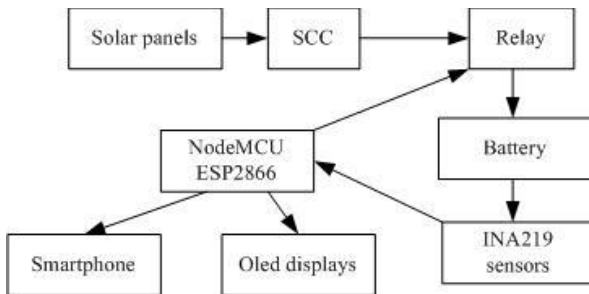 Solar panels
SCC
Relay
NodeMCU
ESP2866
Battery
Smartphone
Oled displays
INA219
sensors